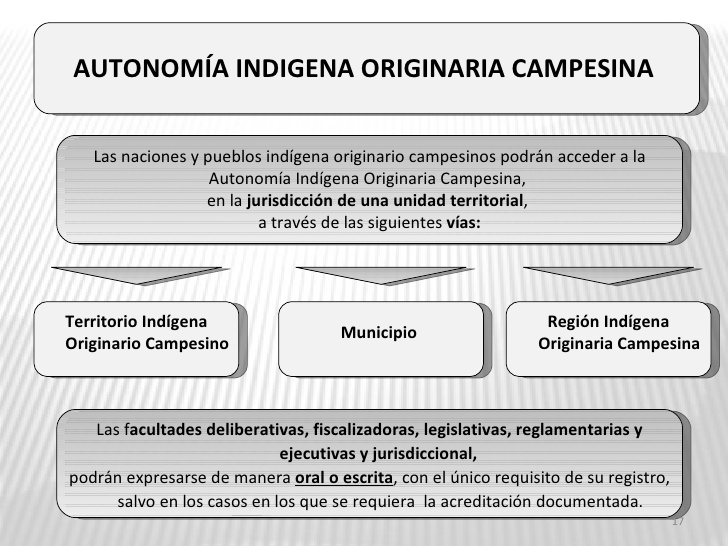 AUTONOMÍA INDIGENA ORIGINARIA CAMPESINA
Las naciones y pueblos indígena originario campesinos podrán acceder a la
Autonomía Indígena Originaria Campesina,
en la jurisdicción de una unidad territorial,
a través de las siguientes vías:
Territorio Indígena
Originario Campesino
Municipio
Región Indígena
Originaria Campesina
Las facultades deliberativas, fiscalizadoras, legislativas, reglamentarias y
ejecutivas y jurisdiccional,
podrán expresarse de manera oral o escrita, con el único requisito de su registro,
salvo en los casos en los que se requiera la acreditación documentada.
17